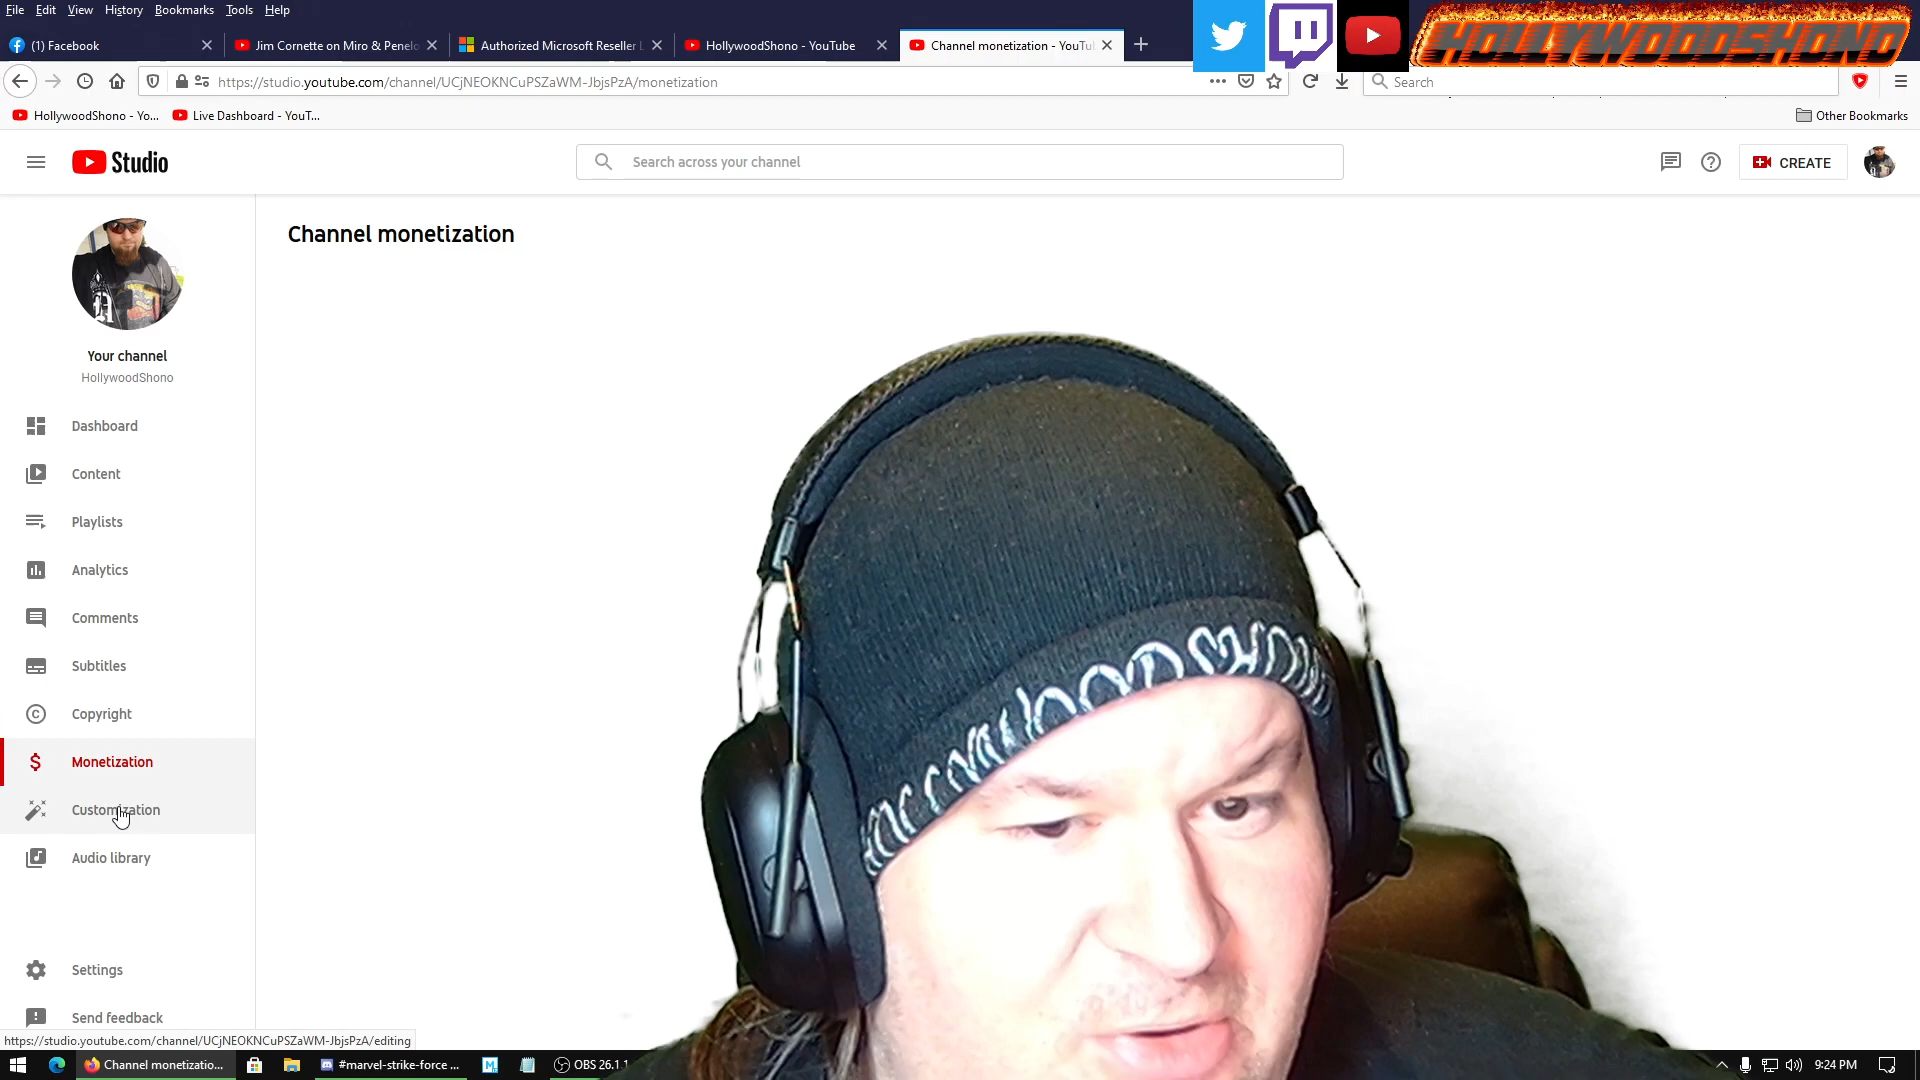 File Edit View History Bookmarks Tools Help
HOLLYWOODSHONO
(1) Facebook
Jim Cornette on Miro & Penelo
Authorized Microsoft Reseller
HollywoodShono - YouTube
Channel monetization - YouTu
https://studio.youtube.com/channel/UCjNEOKNCuPSZaWM-JbjsPzA/monetization
Search
HollywoodShono - Yo...
Live Dashboard - YouT...
Other Bookmarks
Studio
Search across your channel
CREATE
Channel monetization
Your channel
HollywoodShono
Dashboard
Content
Playlists
Analytics
Comments
Subtitles
Copyright
Monetization
Customization
Audio library
Settings
Send feedback
https://studio.youtube.com/channel/UCjNEOKNCuPSZaWM-JbjsPzA/editing
Channel monetizatio...
#marvel-strike-force ...
OBS 26.1.1
9:24 PM